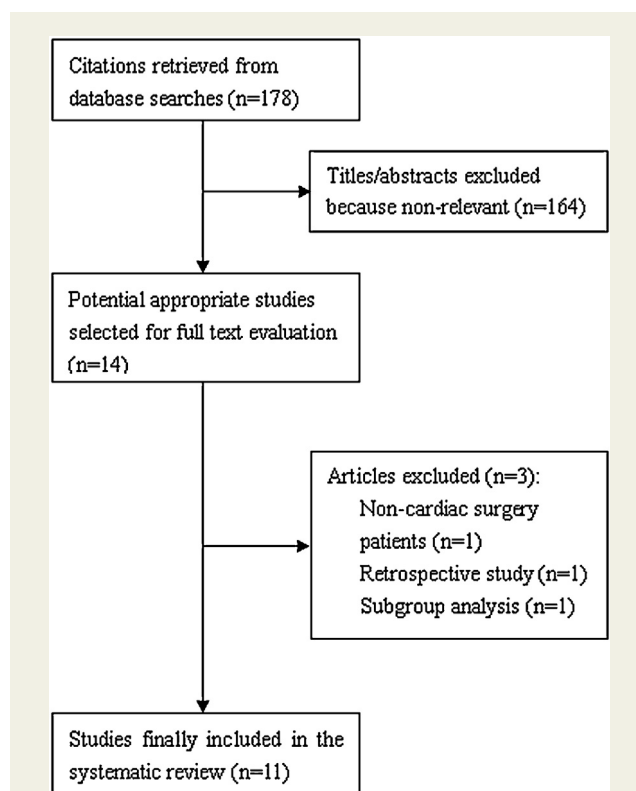 Citations retrieved from
database searches (n=178)
Titles/abstracts excluded
because non-relevant (n=164)
Potential appropriate studies
selected for full text evaluation
(n=14)
Articles excluded (n=3):
Non-cardiac surgery
patients (n=1)
Retrospective study (n=1)
Subgroup analysis (n=1)
Studies finally included in the
systematic review (n=11)